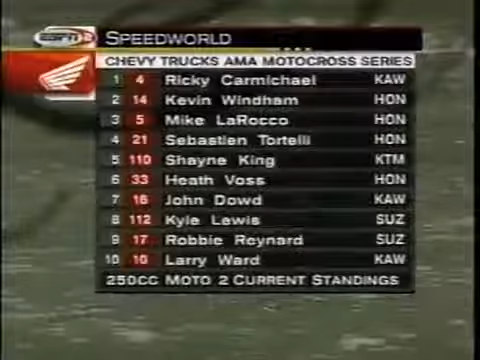 ESPN2 SPEEDWORLD
CHEVY TRUCKS AMA MOTOCROSS SERIES
1 4 Ricky Carmichael KAW
2 14 Kevin Windham HON
3 5 Mike LaRocco HON
4 21 Sebastien Tortelli HON
5 110 Shayne King KTM
6 33 Heath Voss HON
7 16 John Dowd KAW
8 112 Kyle Lewis SUZ
9 17 Robbie Reynard SUZ
10 10 Larry Ward KAW
250CC MOTO 2 CURRENT STANDINGS